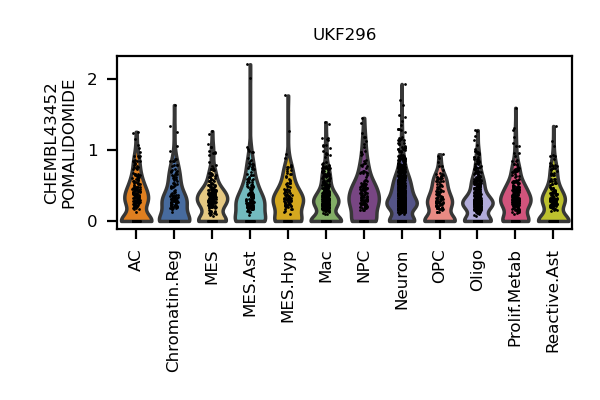 UKF296
CHEMBL43452
POMALIDOMIDE
2
1
0
AC
Chromatin.Reg
MES
MES.Ast
MES.Hyp
Mac
NPC
Neuron
OPC
Oligo
Prolif.Metab
Reactive.Ast